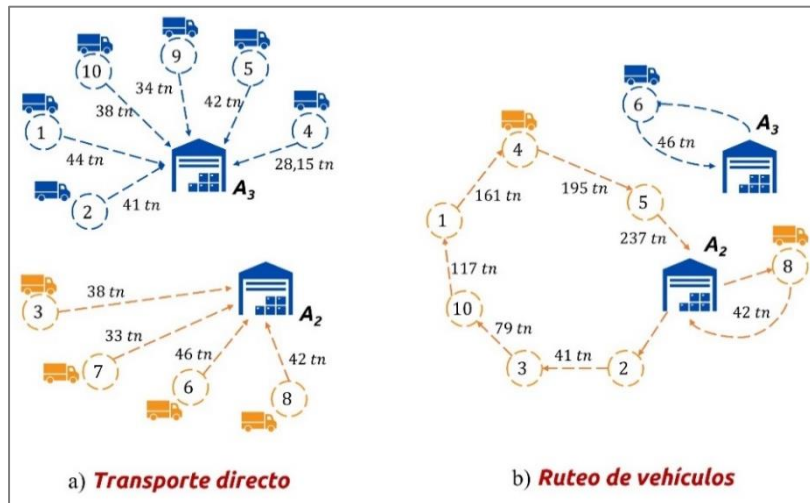 9
5
10
34 tn
6
A₃
42 tn
4
38 tn
4
46 tn
1
161 tn
195 tn
5
44 tn
28,15 tn
A₃
1
237 tn
A₂
8
2
41 tn
117 tn
38 tn
10
42 tn
3
A₂
79 tn
33 tn
46 tn
42 tn
41 tn
7
3
2
6
8
a) Transporte directo
b) Ruteo de vehículos